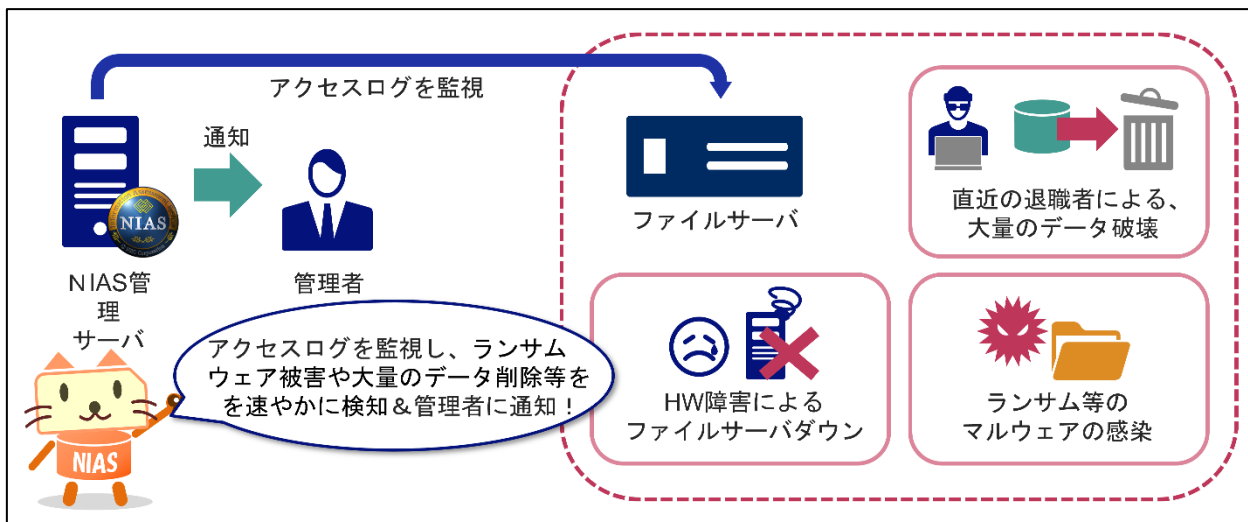 アクセスログを監視
通知
NIAS
NIAS管
理
サーバ
管理者
ファイルサーバ
直近の退職者による、
大量のデータ破壊
アクセスログを監視し、ランサム
ウェア被害や大量のデータ削除等を
を速やかに検知＆管理者に通知！
NIAS
HW障害による
ファイルサーバダウン
ランサム等の
マルウェアの感染